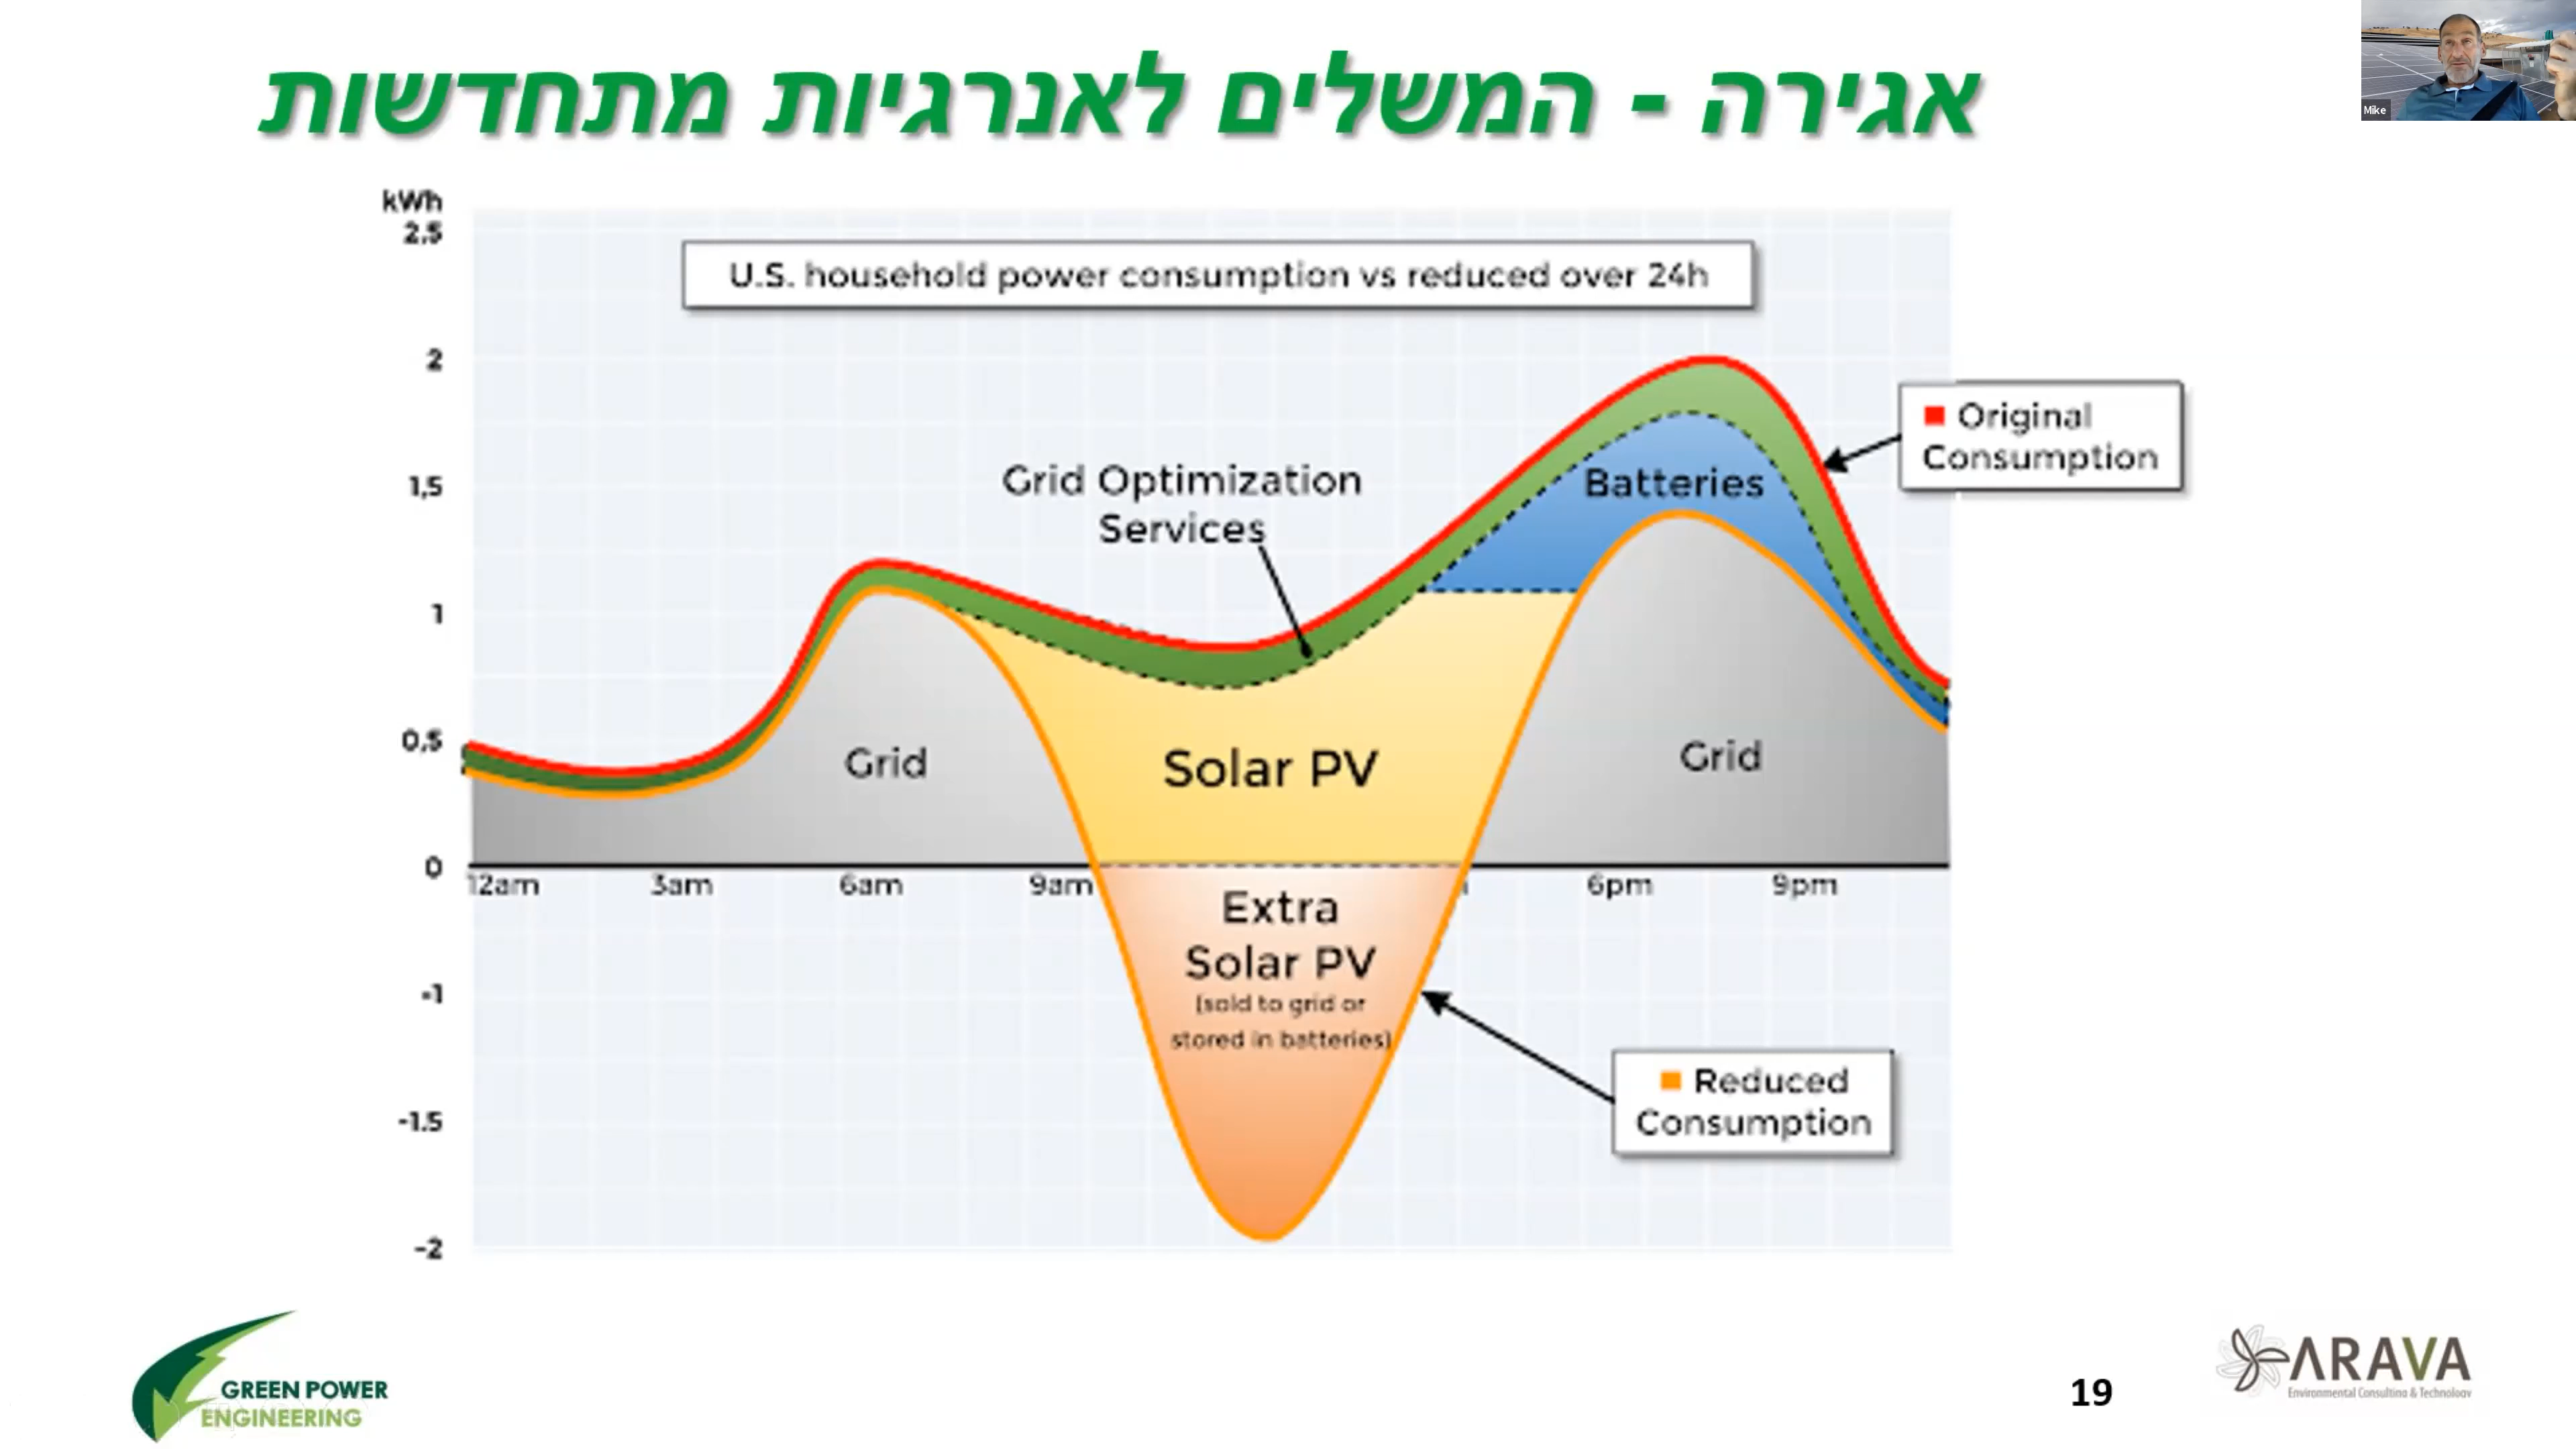 אגירה - המשלים לאנרגיות מתחדשות
Mike
kWh
2,5
U.S. household power consumption vs reduced over 24h
2
Original
Consumption
1,5
Grid Optimization
Services
Batteries
1
0,5
Grid
Solar PV
Grid
0
12am
3am
6am
9am
6pm
9pm
Extra
Solar PV
(sold to grid or
stored in batteries)
-1
-1.5
Reduced
Consumption
-2
GREEN POWER
ENGINEERING
19
ARAVA
Environmental Consulting & Technology